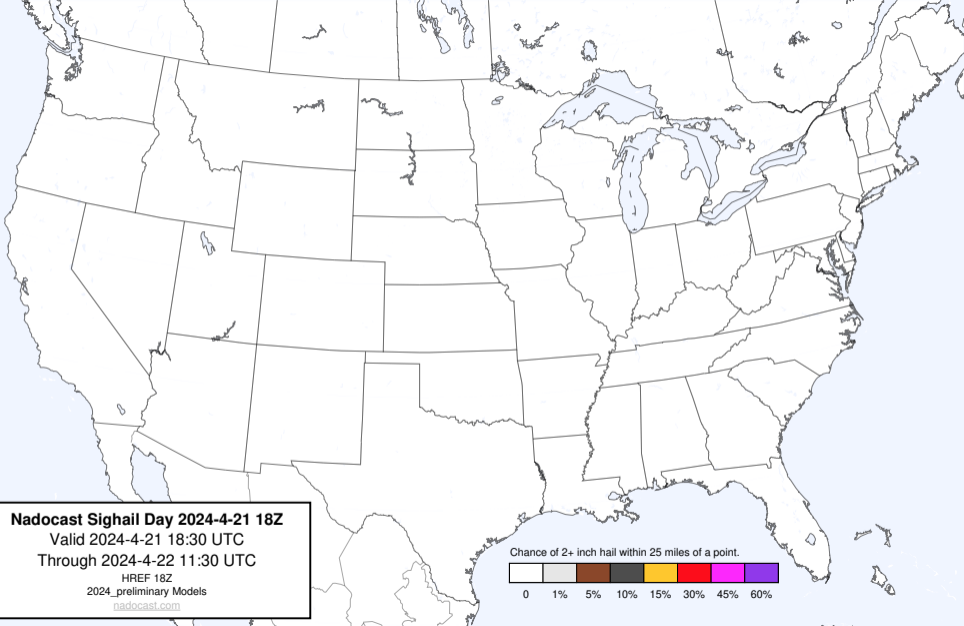 Nadocast Sighail Day 2024-4-21 18Z
Valid 2024-4-21 18:30 UTC
Through 2024-4-22 11:30 UTC
HREF 18Z
2024_preliminary Models
nadocast.com
Chance of 2+ inch hail within 25 miles of a point.
0 1% 5% 10% 15% 30% 45% 60%